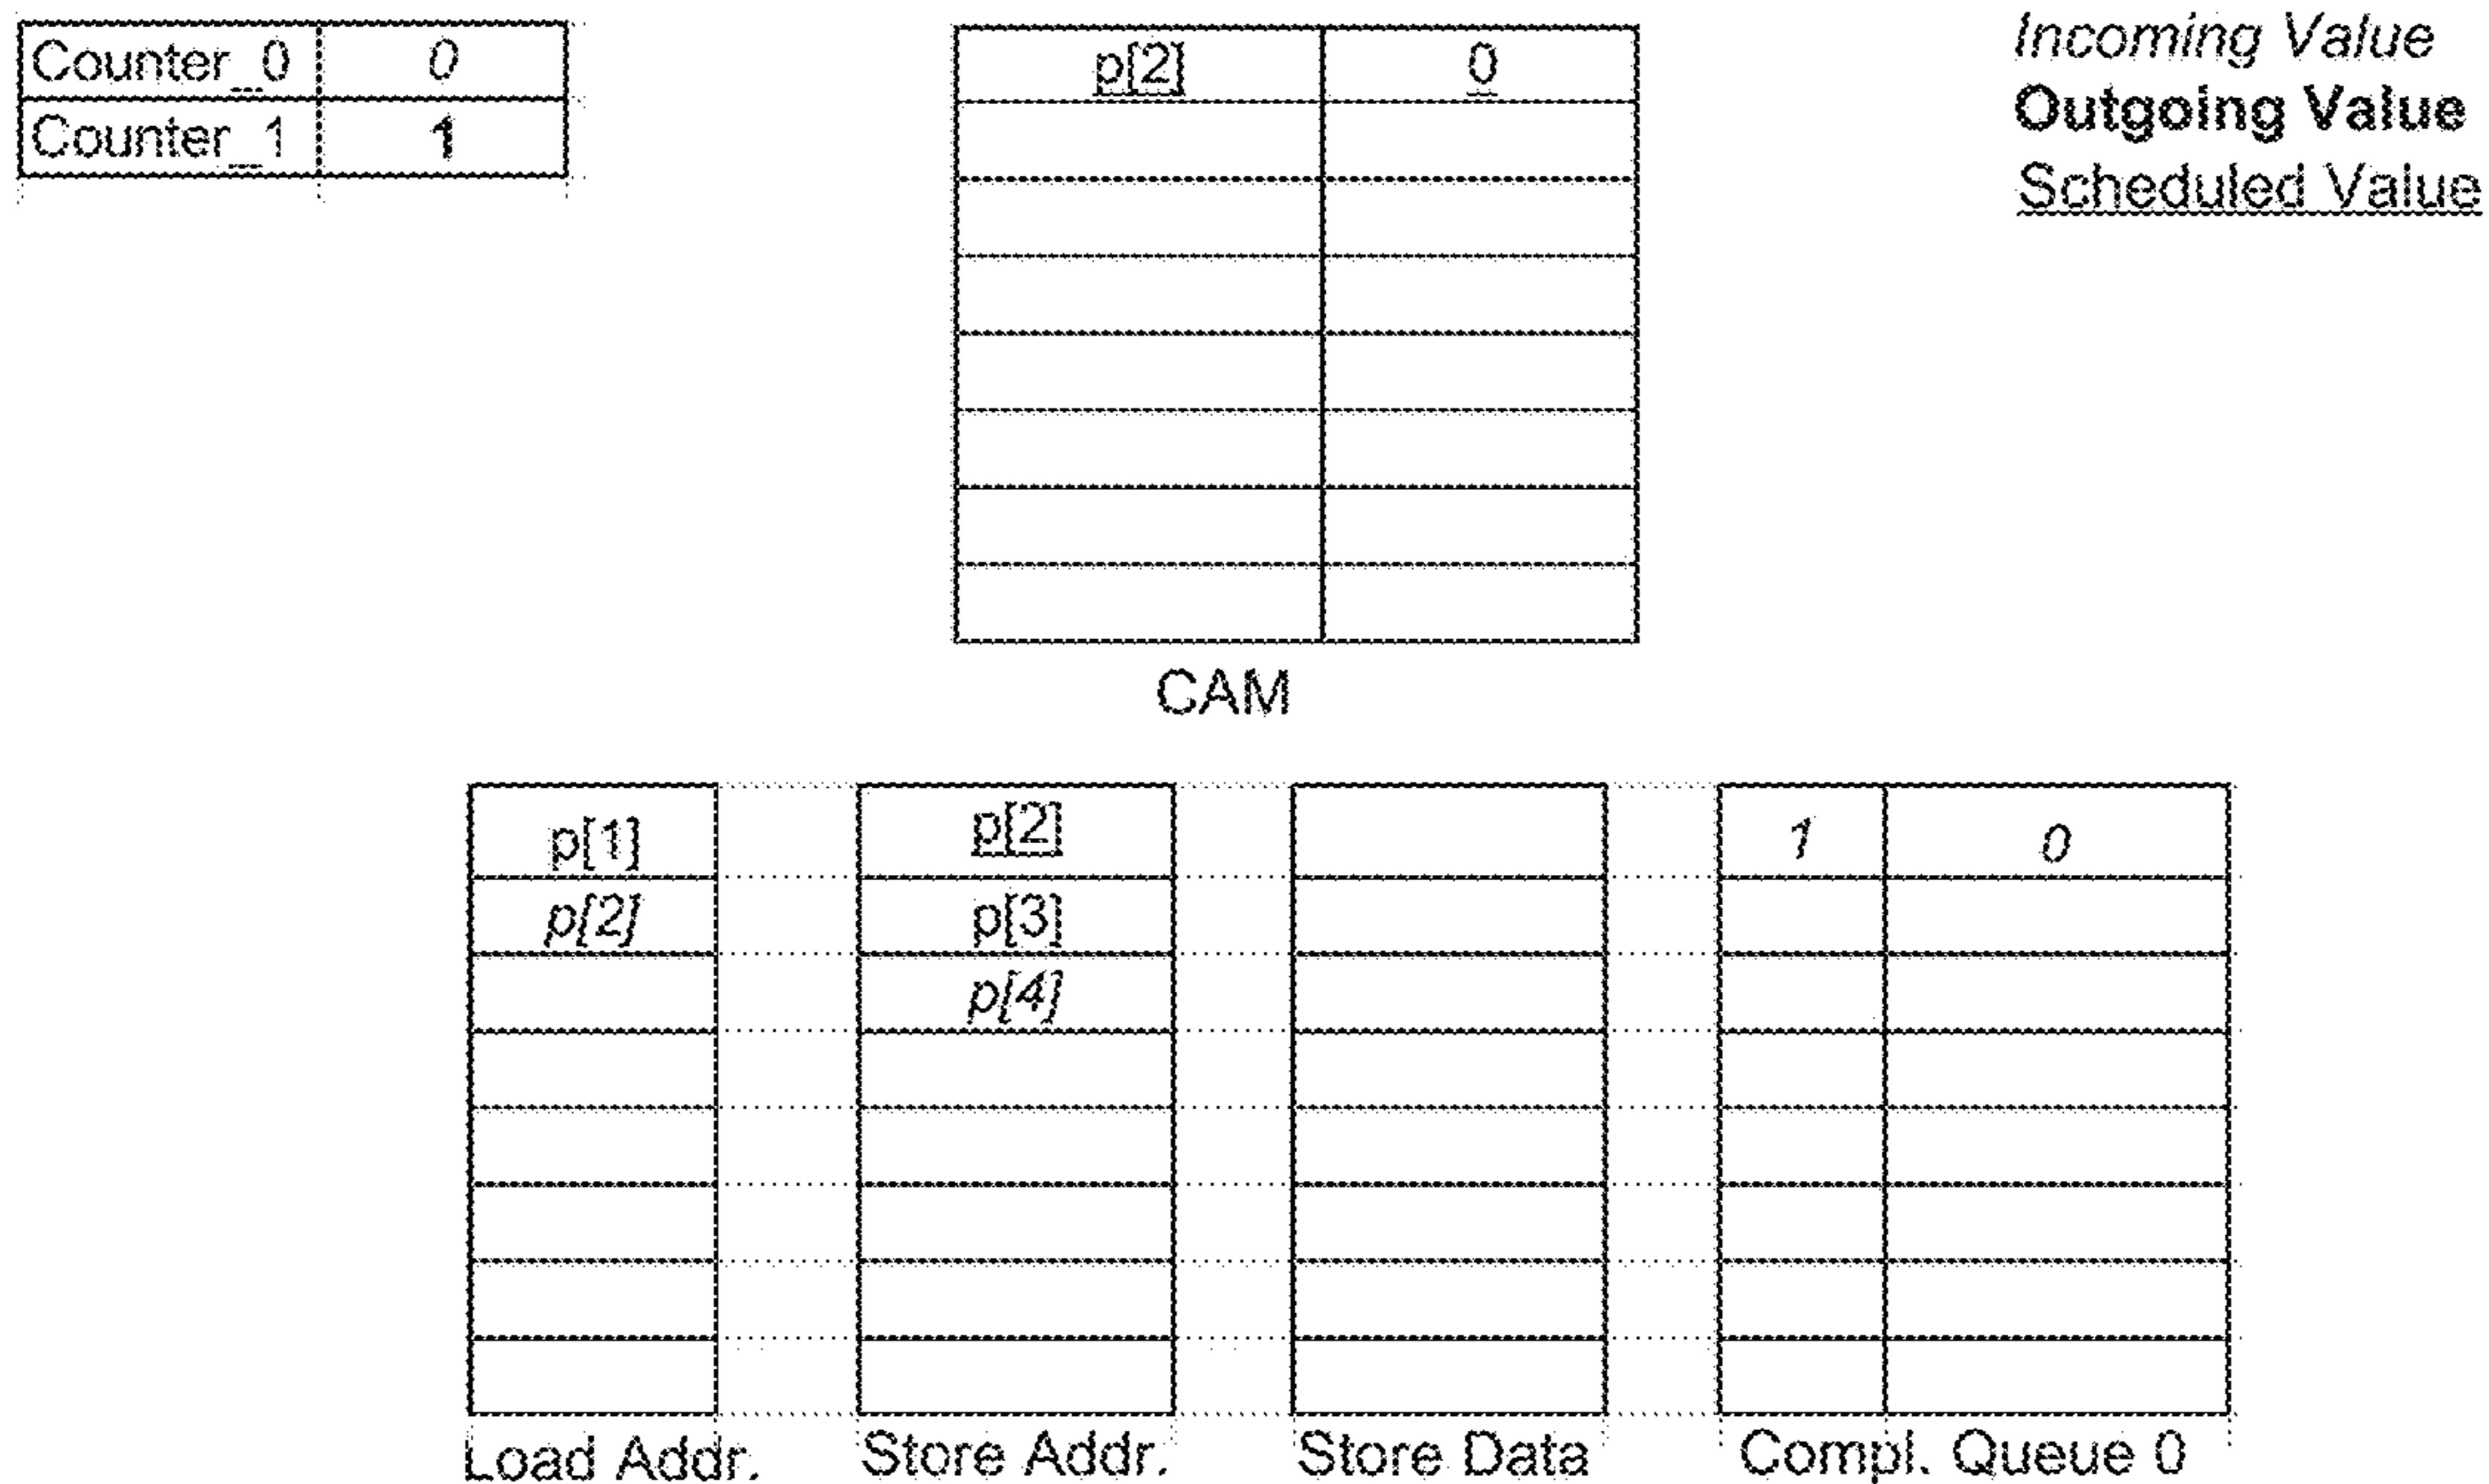 Counter_0 0
Counter_1 1
p[2] 0
CAM
Incoming Value
Outgoing Value
Scheduled Value
p[1] p[2] 1 0
p[2] p[3]
p[4]
Load Addr. Store Addr. Store Data Compl. Queue 0